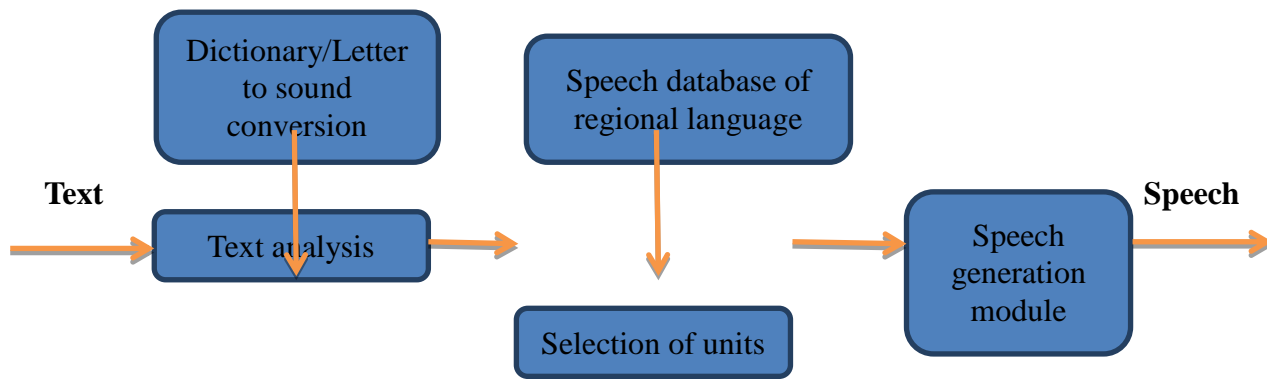 Dictionary/Letter
to sound
conversion
Speech database of
regional language
Text
Text analysis
Selection of units
Speech
generation
module
Speech